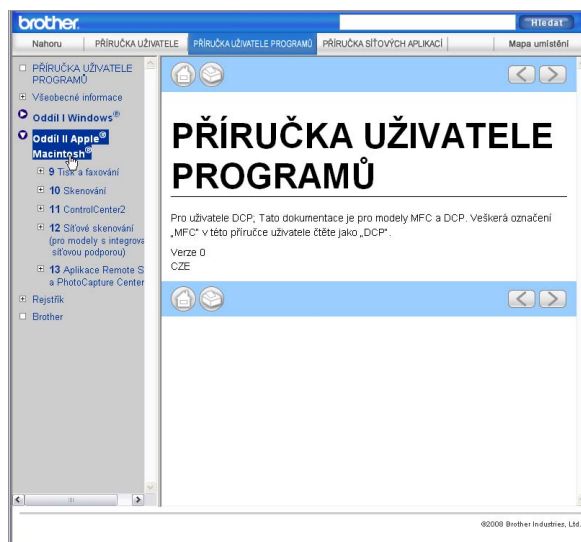 brother.
Hledat
Nahoru
PŘÍRUČKA UŽIVATELE
PŘÍRUČKA UŽIVATELE PROGRAMŮ
PŘÍRUČKA SÍŤOVÝCH APLIKACÍ
Mapa umístění
PŘÍRUČKA UŽIVATELE
PROGRAMŮ
Všeobecné informace
Oddíl I Windows®
Oddíl II Apple®
Macintosh®
9 Tisk a faxování
10 Skenování
11 ControlCenter2
12 Síťové skenování
(pro modely s integrova
síťovou podporou)
13 Aplikace Remote S
a PhotoCapture Center
Rejstřík
Brother
PŘÍRUČKA UŽIVATELE
PROGRAMŮ
Pro uživatele DCP; Tato dokumentace je pro modely MFC a DCP. Veškerá označení
„MFC“ v této příručce uživatele čtěte jako „DCP“.
Verze 0
CZE
©2008 Brother Industries, Ltd.